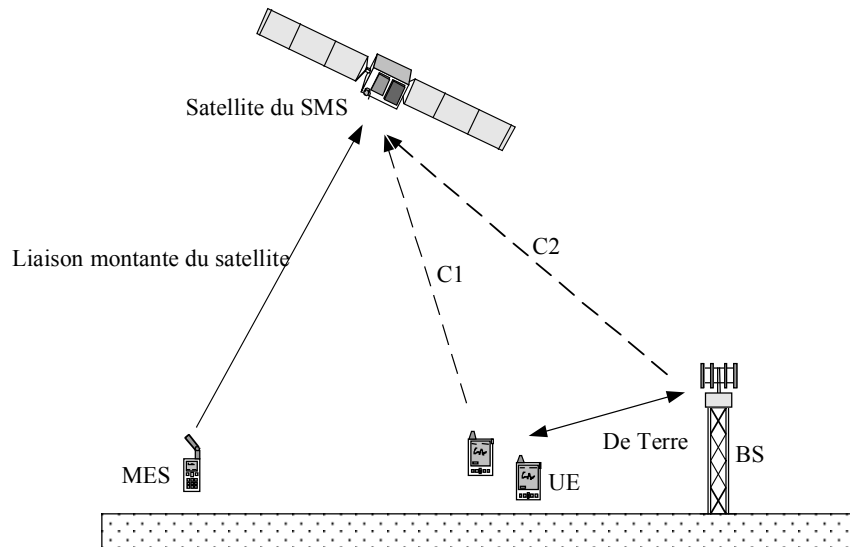 Satellite du SMS
Liaison montante du satellite
C1
C2
De Terre
MES
UE
BS